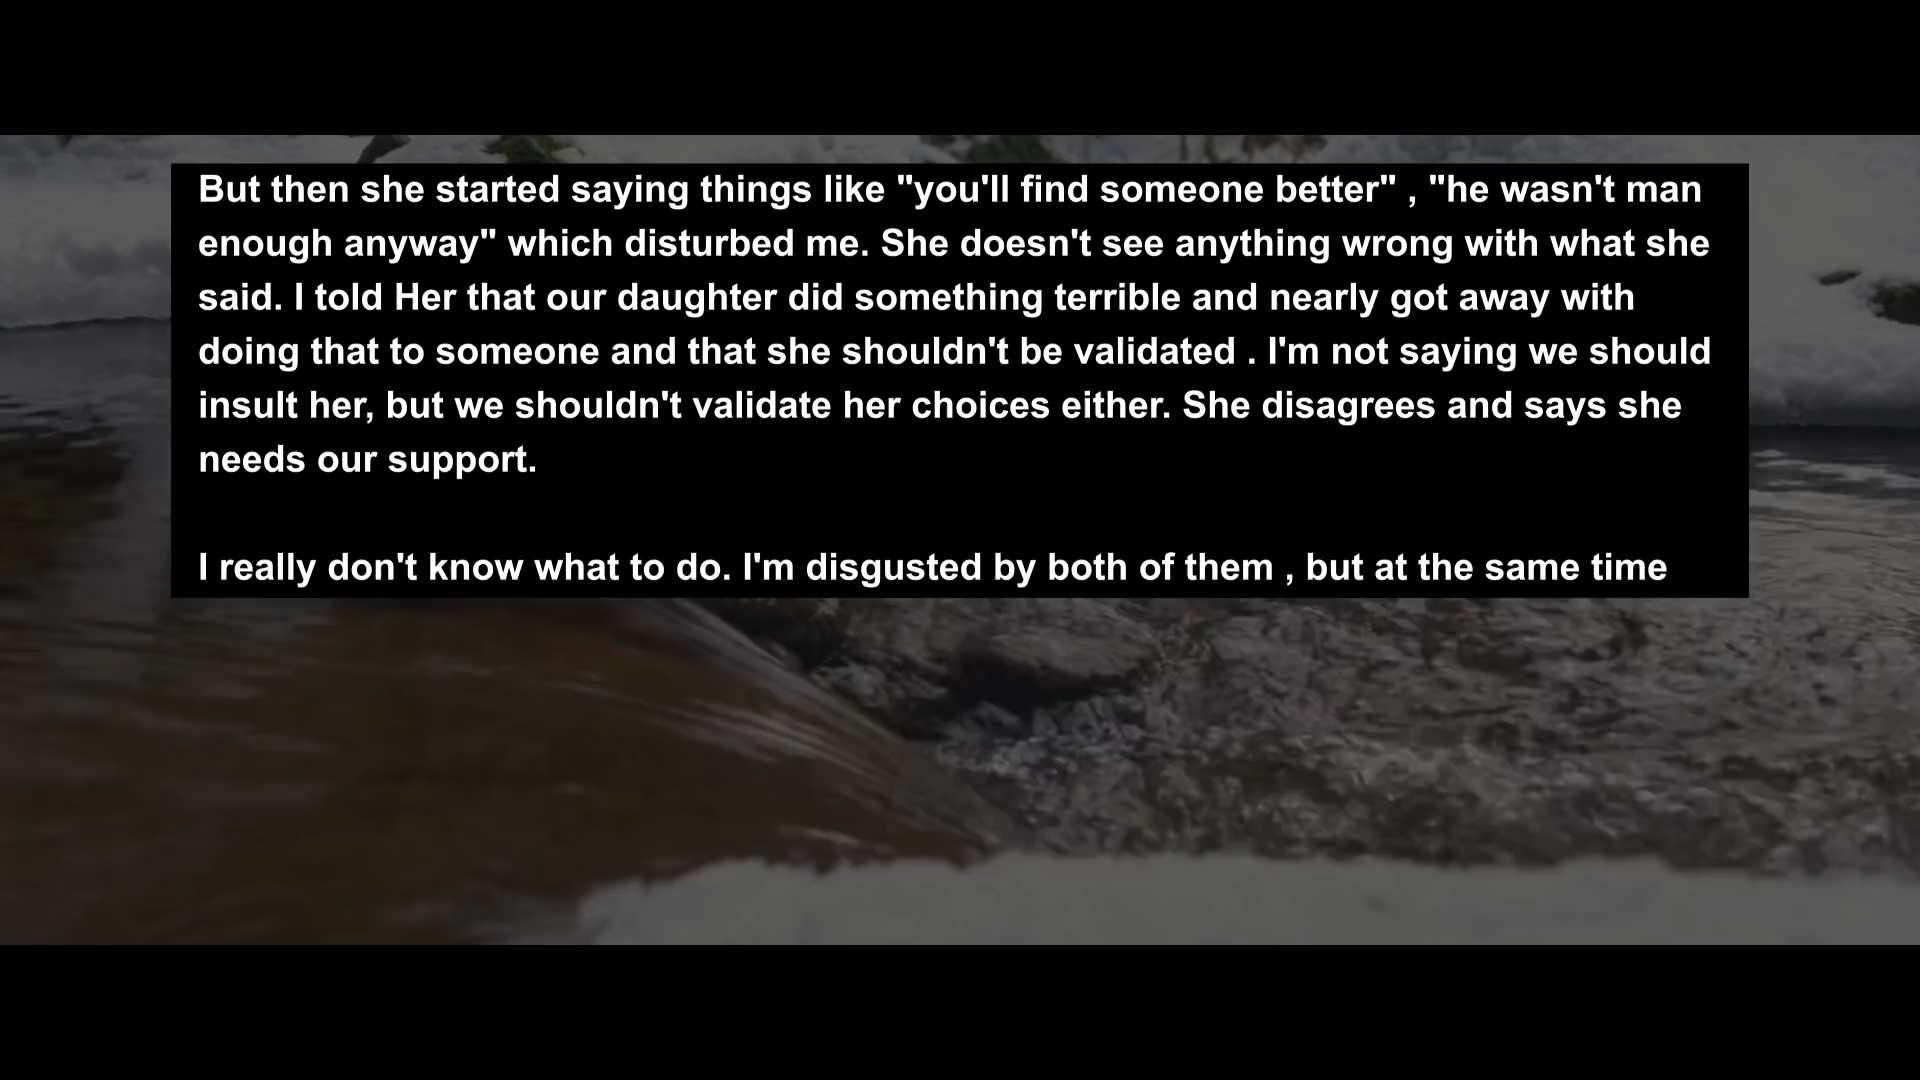 But then she started saying things like "you'll find someone better" , "he wasn't man
enough anyway" which disturbed me. She doesn't see anything wrong with what she
said. I told Her that our daughter did something terrible and nearly got away with
doing that to someone and that she shouldn't be validated . I'm not saying we should
insult her, but we shouldn't validate her choices either. She disagrees and says she
needs our support.
I really don't know what to do. I'm disgusted by both of them , but at the same time